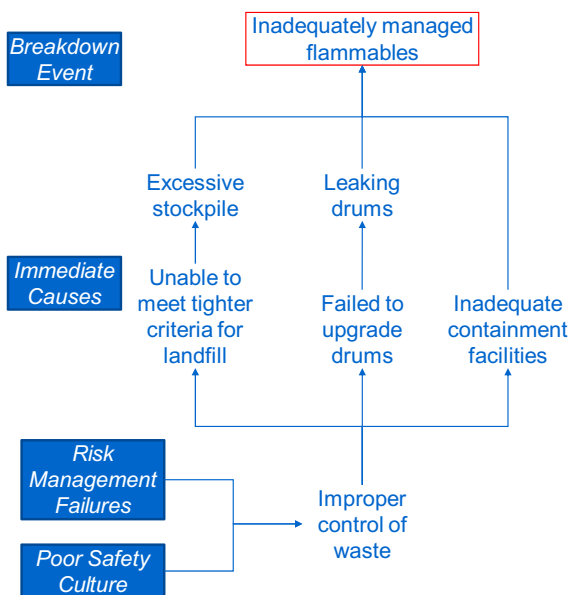 Breakdown
Event
Inadequately managed
flammables
Excessive
stockpile
Leaking
drums
Immediate
Causes
Unable to
meet tighter
criteria for
landfill
Failed to
upgrade
drums
Inadequate
containment
facilities
Risk
Management
Failures
Improper
control of
waste
Poor Safety
Culture